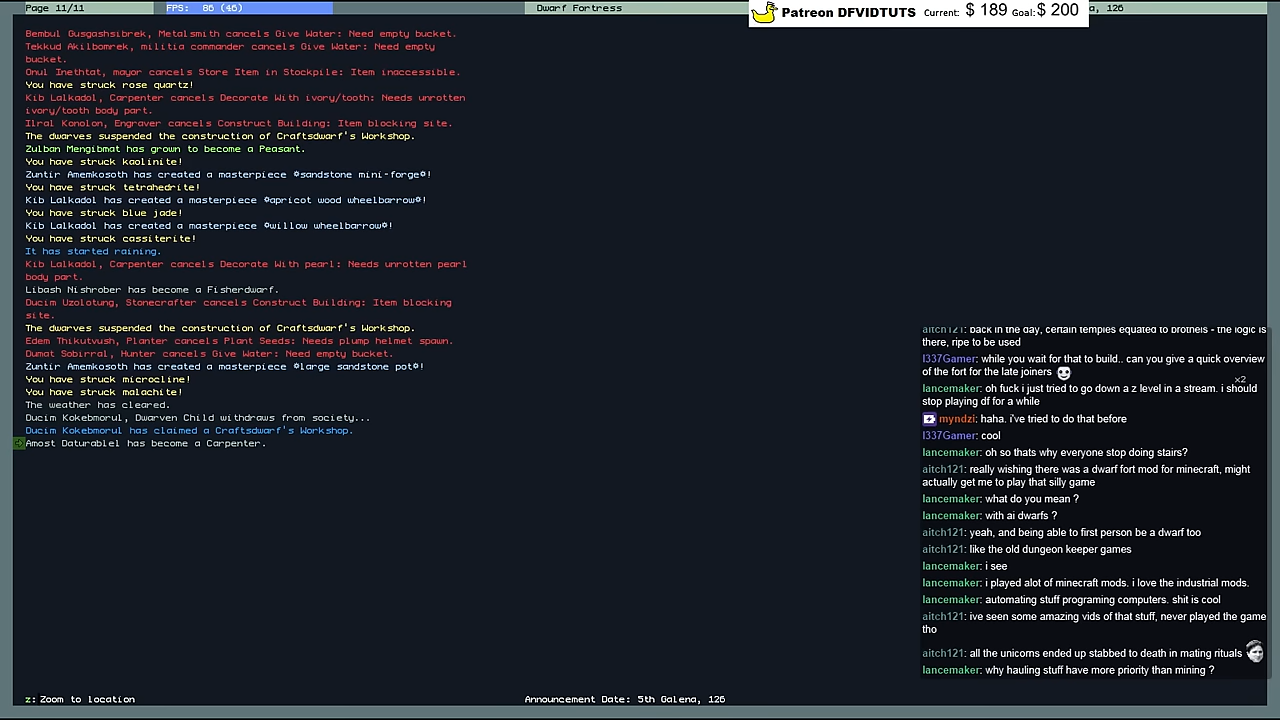 Page 11/11
FPS: 86 (46)
Dwarf Fortress
Patreon DFVIDTUTS Current: $ 189 Goal:$ 200
a, 126
Bembul Gusgashsibrek, Metalsmith cancels Give Water: Need empty bucket.
Tekkud Akilbomrek, militia commander cancels Give Water: Need empty
bucket.
Onul Inethtat, mayor cancels Store Item in Stockpile: Item inaccessible.
You have struck rose quartz!
Kib Lalkadol, Carpenter cancels Decorate With ivory/tooth: Needs unrotten
ivory/tooth body part.
Ilral Konolon, Engraver cancels Construct Building: Item blocking site.
The dwarves suspended the construction of Craftsdwarf's Workshop.
Zulban Mengibmat has grown to become a Peasant.
You have struck kaolinite!
Zuntir Amemkosoth has created a masterpiece ☼sandstone mini-forge☼!
You have struck tetrahedrite!
Kib Lalkadol has created a masterpiece ☼apricot wood wheelbarrow☼!
You have struck blue jade!
Kib Lalkadol has created a masterpiece ☼willow wheelbarrow☼!
You have struck cassiterite!
It has started raining.
Kib Lalkadol, Carpenter cancels Decorate With pearl: Needs unrotten pearl
body part.
Libash Nishrober has become a Fisherdwarf.
Ducim Uzolotung, Stonecrafter cancels Construct Building: Item blocking
site.
The dwarves suspended the construction of Craftsdwarf's Workshop.
Edem Thikutvush, Planter cancels Plant Seeds: Needs plump helmet spawn.
Dumat Sobirral, Hunter cancels Give Water: Need empty bucket.
Zuntir Amemkosoth has created a masterpiece ☼large sandstone pot☼!
You have struck microcline!
You have struck malachite!
The weather has cleared.
Ducim Kokebmorul, Dwarven Child withdraws from society...
Ducim Kokebmorul has claimed a Craftsdwarf's Workshop.
Amost Daturablel has become a Carpenter.
aitch121: back in the day, certain temples equated to brothels - the logic is
there, ripe to be used
l337Gamer: while you wait for that to build.. can you give a quick overview
of the fort for the late joiners
x2
lancemaker: oh fuck i just tried to go down a z level in a stream. i should
stop playing df for a while
myndzi: haha. i've tried to do that before
l337Gamer: cool
lancemaker: oh so thats why everyone stop doing stairs?
aitch121: really wishing there was a dwarf fort mod for minecraft, might
actually get me to play that silly game
lancemaker: what do you mean ?
lancemaker: with ai dwarfs ?
aitch121: yeah, and being able to first person be a dwarf too
aitch121: like the old dungeon keeper games
lancemaker: i see
lancemaker: i played alot of minecraft mods. i love the industrial mods.
lancemaker: automating stuff programing computers. shit is cool
aitch121: ive seen some amazing vids of that stuff, never played the game
tho
aitch121: all the unicorns ended up stabbed to death in mating rituals
lancemaker: why hauling stuff have more priority than mining ?
z: Zoom to location
Announcement Date: 5th Galena, 126